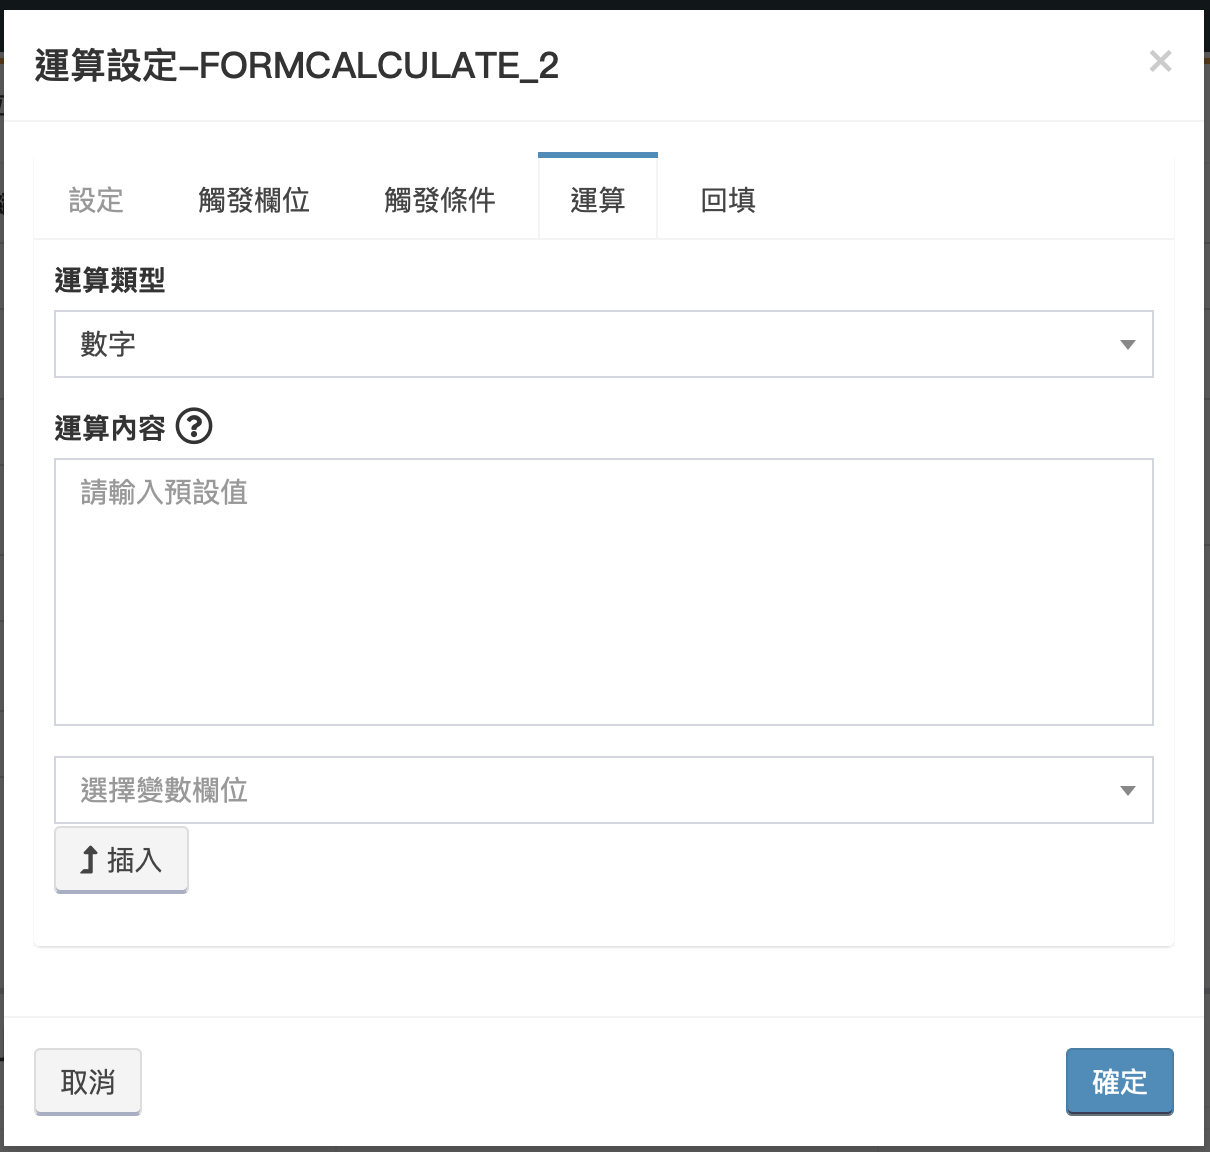 運算設定-FORMCALCULATE_2
×
設定 觸發欄位 觸發條件 運算 回填
運算類型
數字
運算內容 ?
請輸入預設值
選擇變數欄位
插入
取消 確定